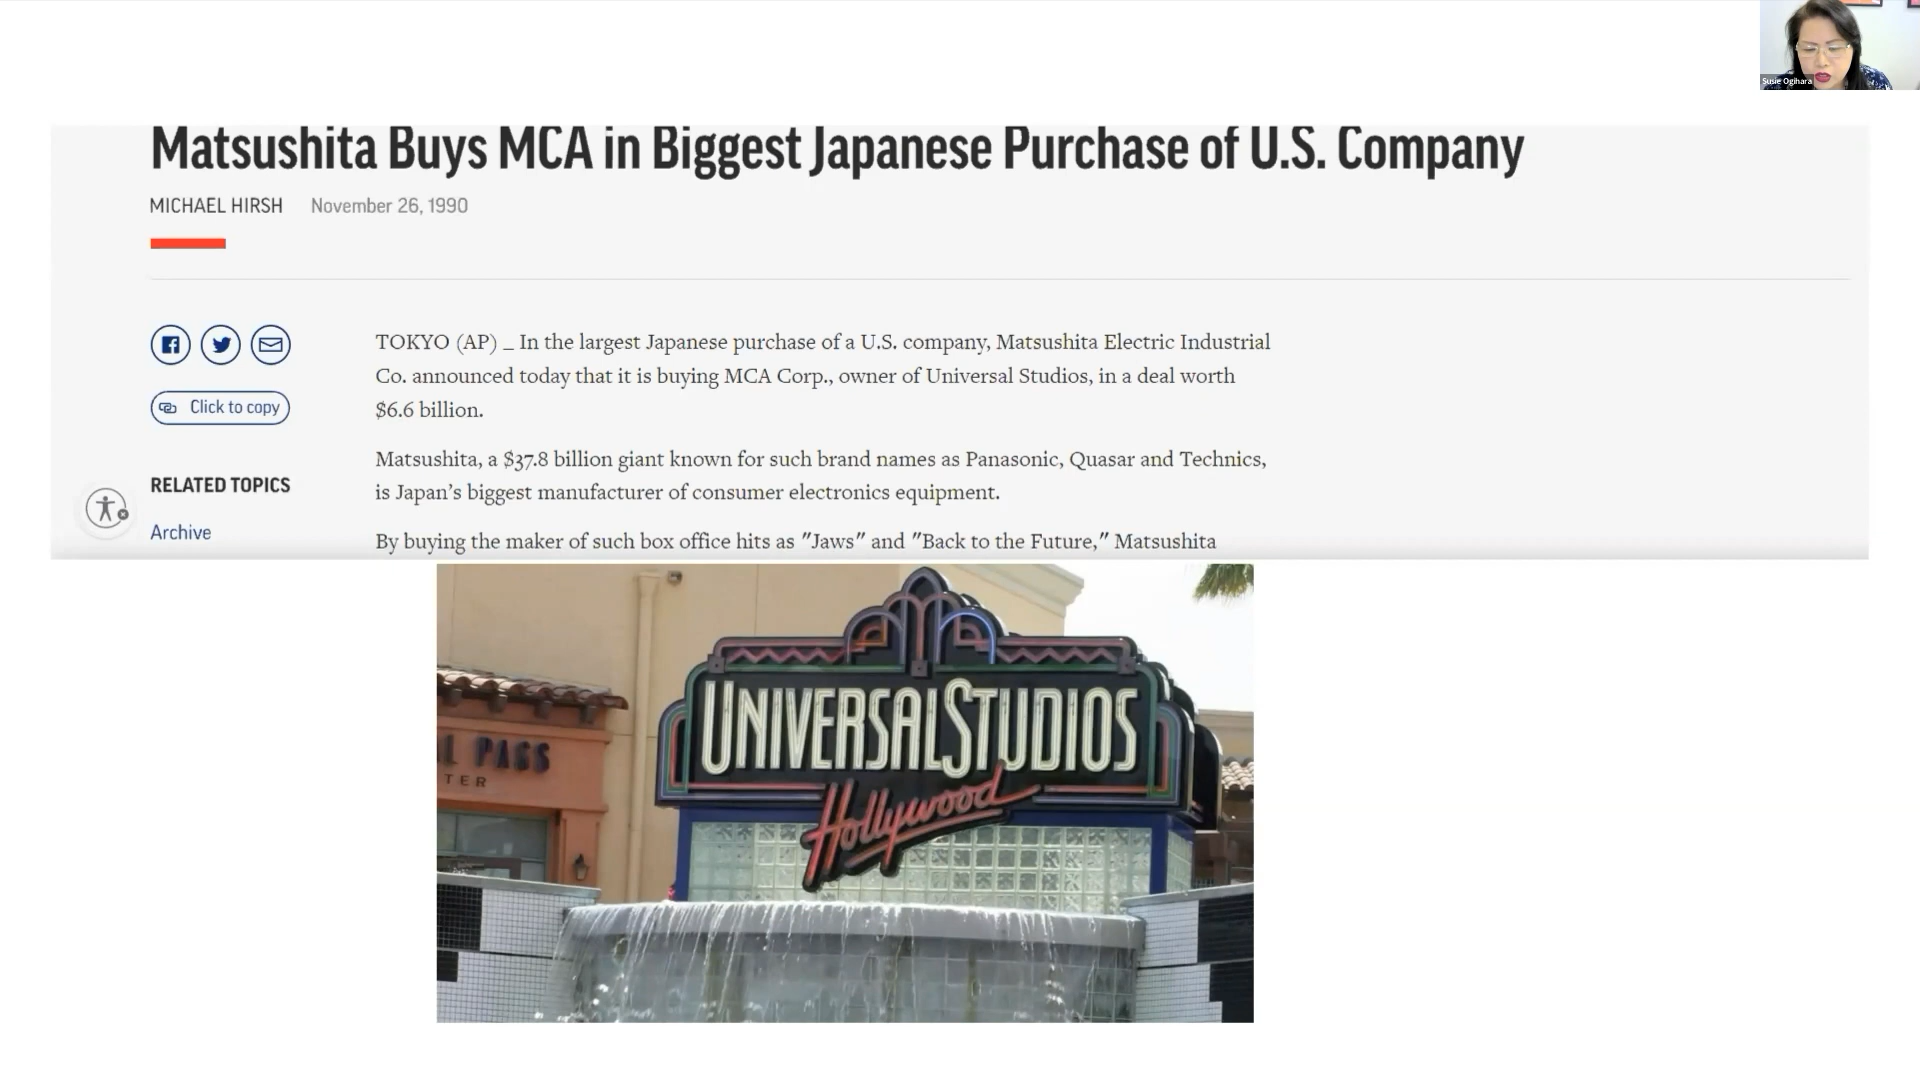 Susie Ogihara
Matsushita Buys MCA in Biggest Japanese Purchase of U.S. Company
MICHAEL HIRSH November 26, 1990
Click to copy
RELATED TOPICS
Archive
TOKYO (AP) _ In the largest Japanese purchase of a U.S. company, Matsushita Electric Industrial
Co. announced today that it is buying MCA Corp., owner of Universal Studios, in a deal worth
$6.6 billion.
Matsushita, a $37.8 billion giant known for such brand names as Panasonic, Quasar and Technics,
is Japan's biggest manufacturer of consumer electronics equipment.
By buying the maker of such box office hits as "Jaws" and "Back to the Future," Matsushita
L PASS
TER
UNIVERSAL STUDIOS
Hollywood